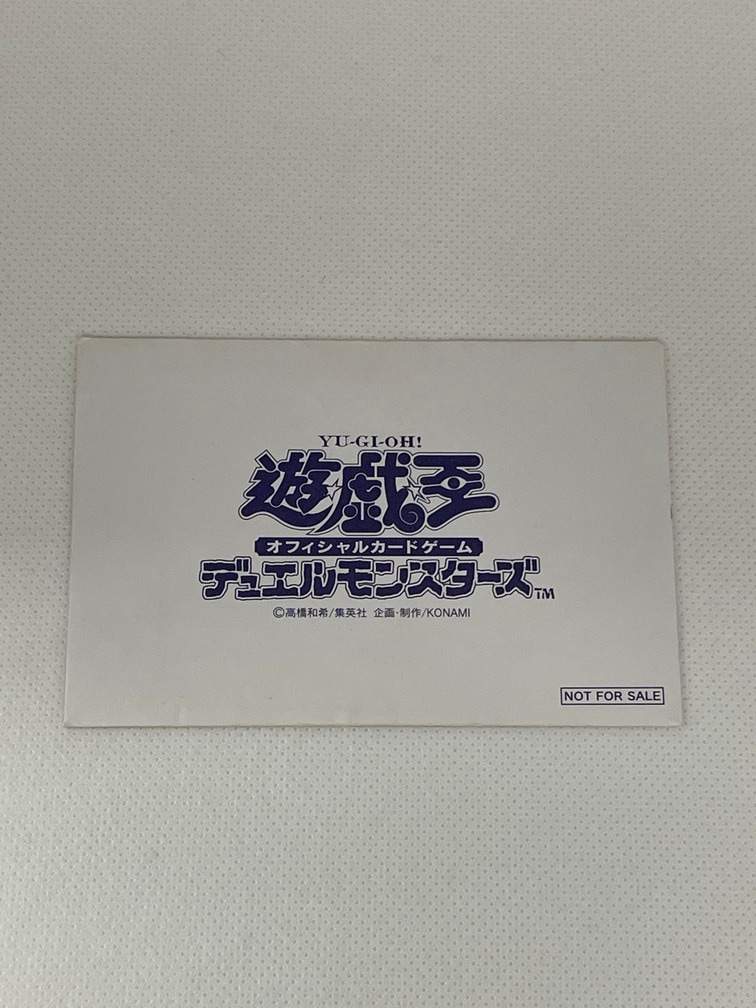 YU-GI-OH!
遊戯王
オフィシャルカードゲーム
デュエルモンスターズ™
©高橋和希/集英社 企画・制作/KONAMI
NOT FOR SALE